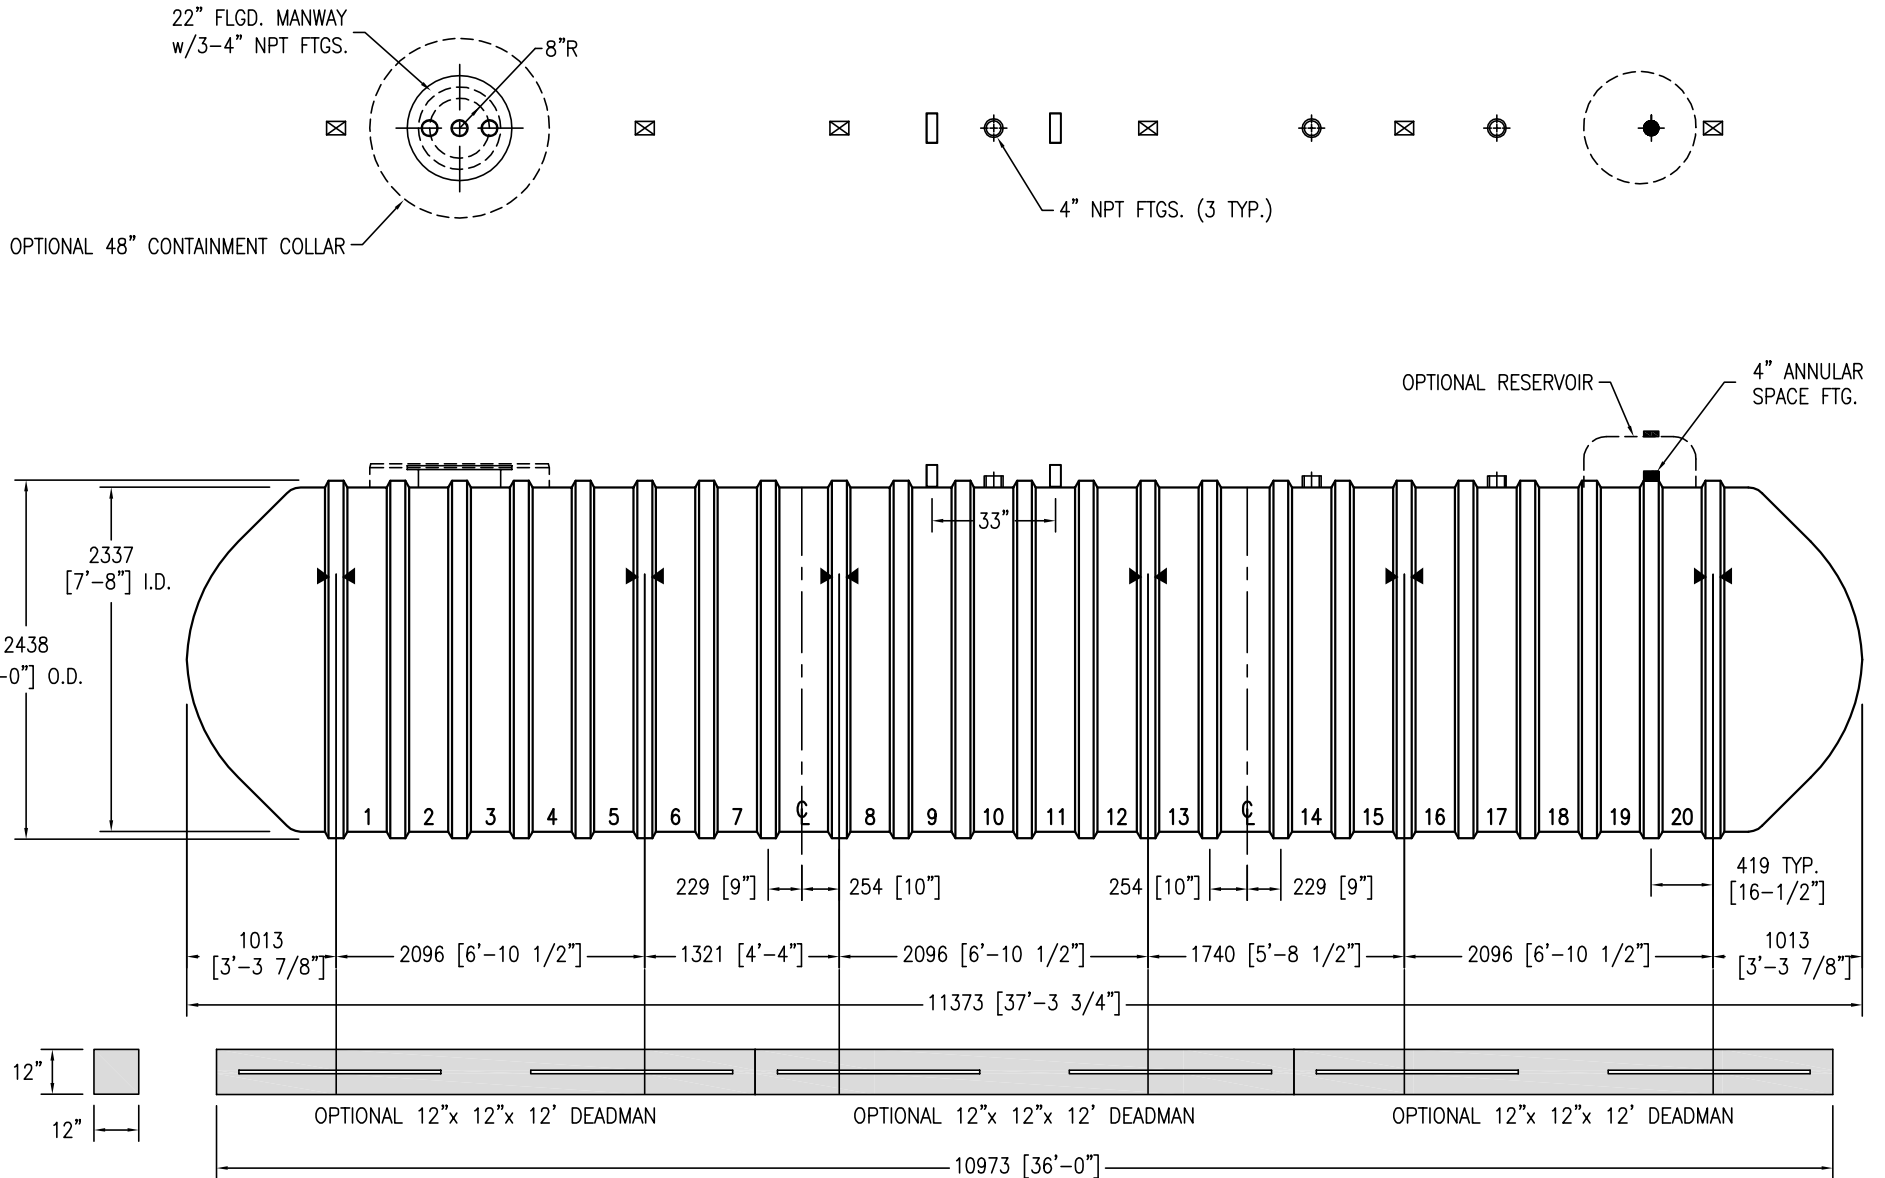 22" FLGD. MANWAY
w/3-4" NPT FTGS.
8"R
4" NPT FTGS. (3 TYP.)
OPTIONAL 48" CONTAINMENT COLLAR
OPTIONAL RESERVOIR
4" ANNULAR
SPACE FTG.
33"
2337
[7'-8"] I.D.
2438
-0"] O.D.
1 2 3 4 5 6 7 ℄ 8 9 10 11 12 13 ℄ 14 15 16 17 18 19 20
229 [9"] 254 [10"] 254 [10"] 229 [9"]
419 TYP.
[16-1/2"]
1013
[3'-3 7/8"]
2096 [6'-10 1/2"] 1321 [4'-4"] 2096 [6'-10 1/2"] 1740 [5'-8 1/2"] 2096 [6'-10 1/2"]
1013
[3'-3 7/8"]
11373 [37'-3 3/4"]
12"
12"
OPTIONAL 12"x 12"x 12' DEADMAN OPTIONAL 12"x 12"x 12' DEADMAN OPTIONAL 12"x 12"x 12' DEADMAN
10973 [36'-0"]